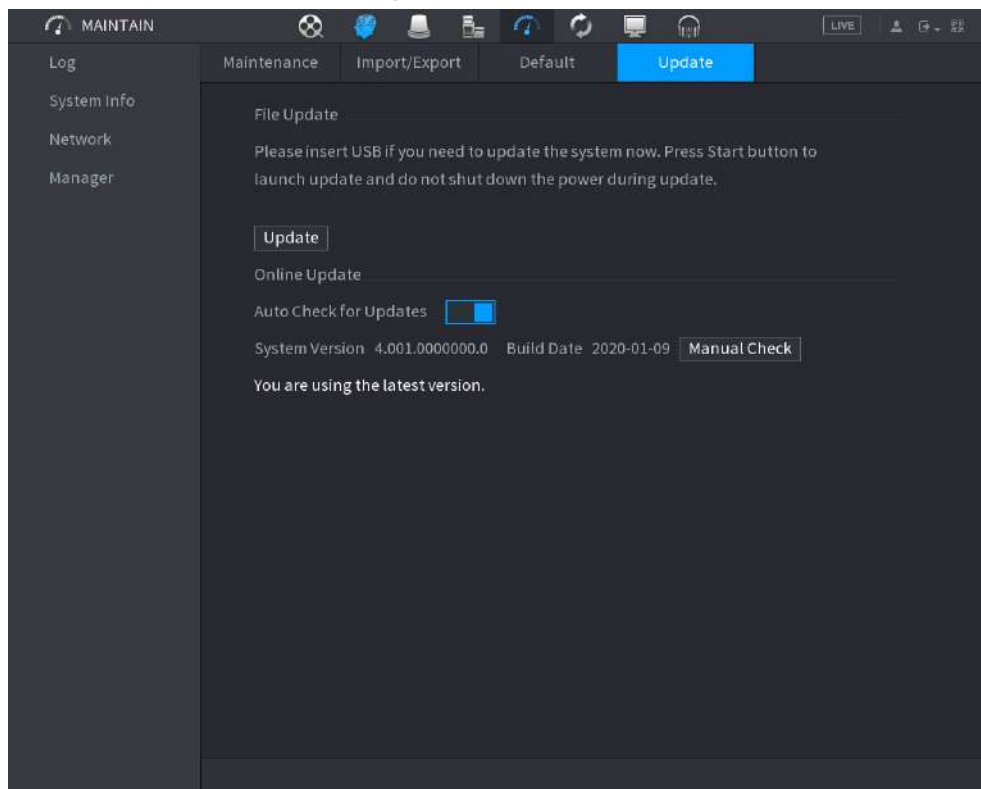 MAINTAIN
LIVE
Log
System Info
Network
Manager
Maintenance Import/Export Default Update
File Update
Please insert USB if you need to update the system now. Press Start button to
launch update and do not shut down the power during update.
Update
Online Update
Auto Check for Updates
System Version 4.001.0000000.0 Build Date 2020-01-09 Manual Check
You are using the latest version.